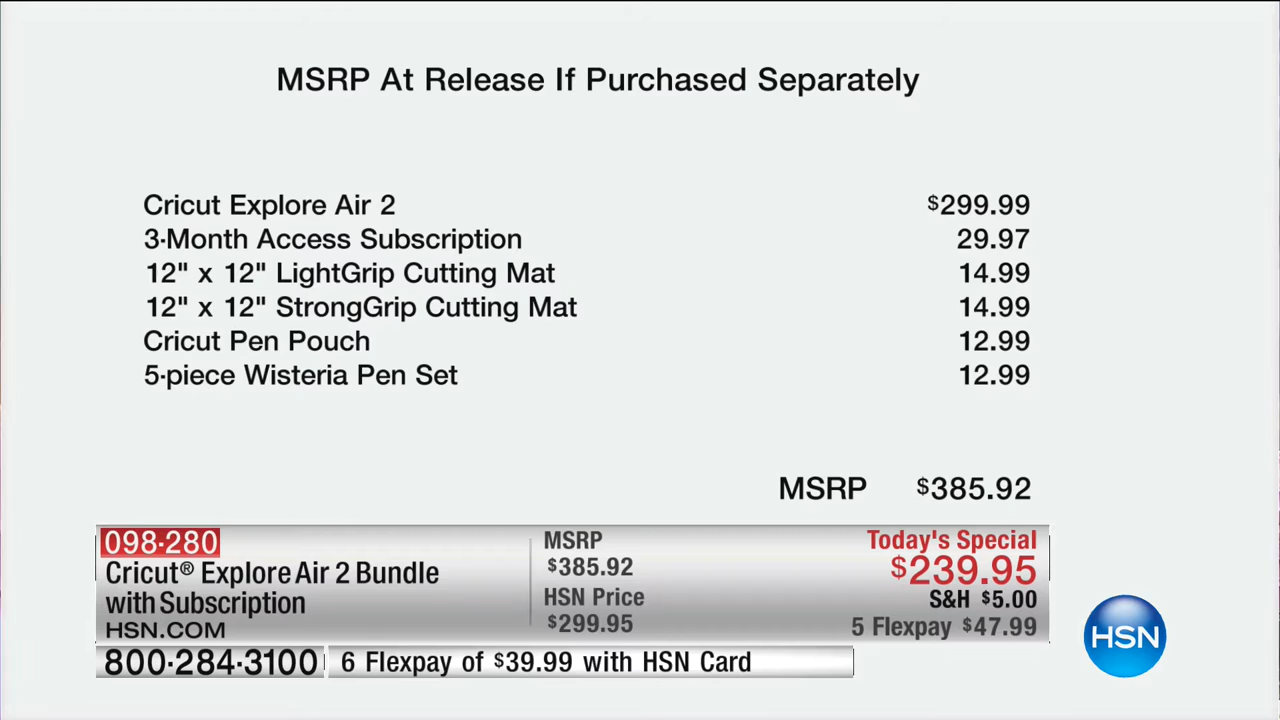 MSRP At Release If Purchased Separately
Cricut Explore Air 2 $299.99
3-Month Access Subscription 29.97
12" x 12" LightGrip Cutting Mat 14.99
12" x 12" StrongGrip Cutting Mat 14.99
Cricut Pen Pouch 12.99
5-piece Wisteria Pen Set 12.99
MSRP $385.92
098-280
Cricut® Explore Air 2 Bundle
with Subscription
HSN.COM
MSRP
$385.92
HSN Price
$299.95
Today's Special
$239.95
S&H $5.00
5 Flexpay $47.99
HSN
800-284-3100 6 Flexpay of $39.99 with HSN Card